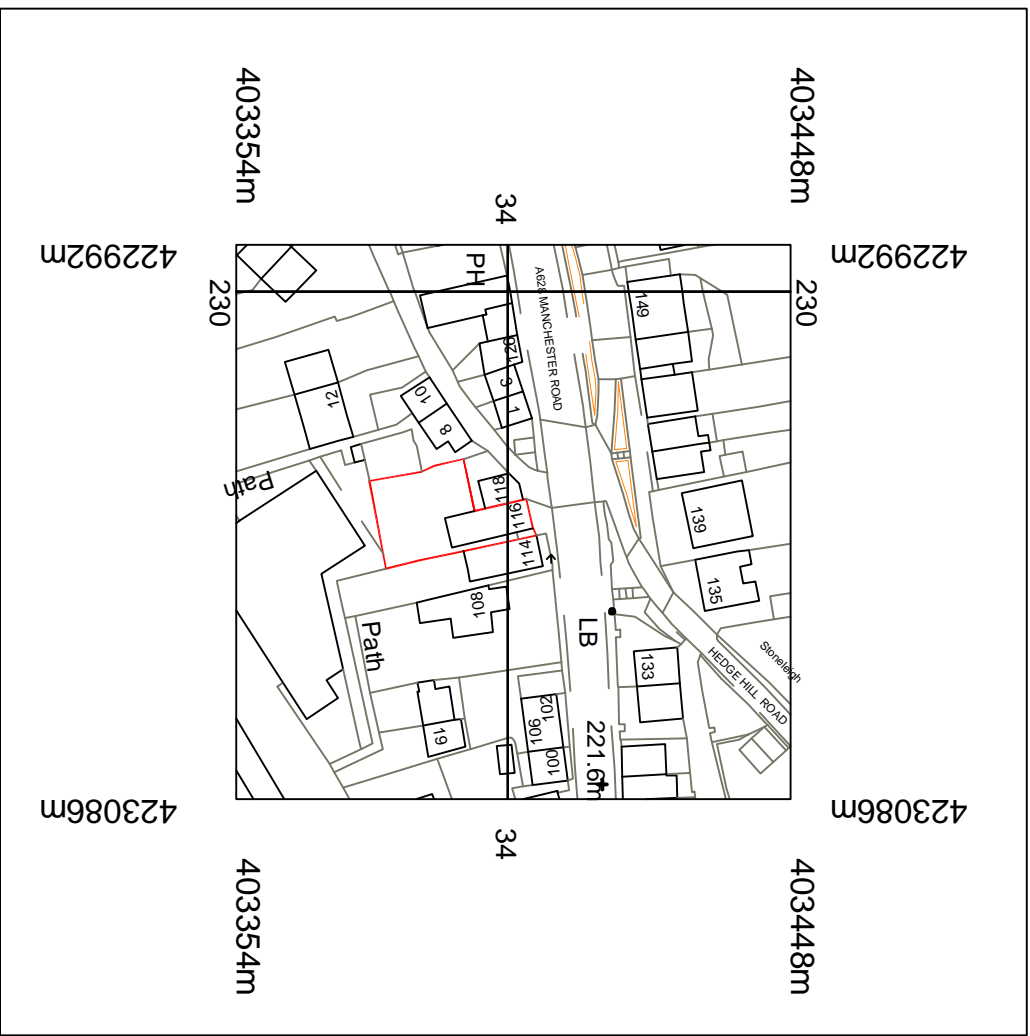 403354m
34
403448m
422992m
422992m
230
230
PH
A628 MANCHESTER ROAD
149
126
3
1
12
10
8
Path
118
116
114
139
135
108
LB
Path
133
HEDGE HILL ROAD
Stoneleigh
19
102
106
100
221.6m
423086m
423086m
34
403354m
403448m